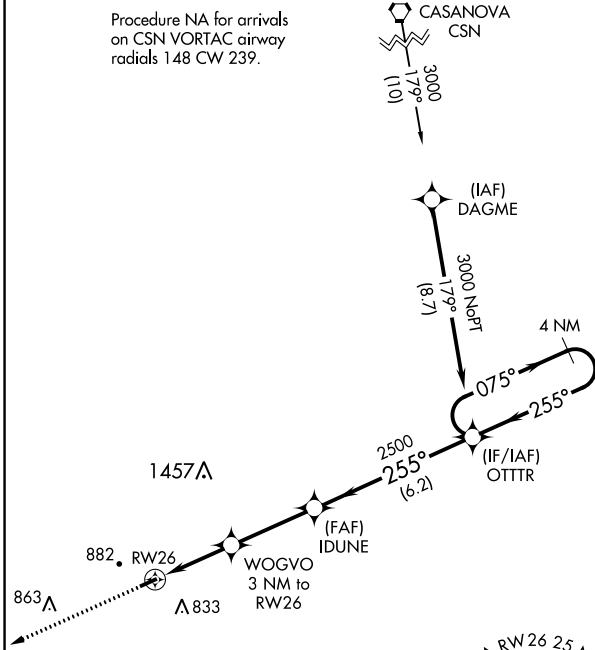 Procedure NA for arrivals
on CSN VORTAC airway
radials 148 CW 239.
CASANOVA
CSN
3000
179°
(10)
(IAF)
DAGME
3000 NoPT
179°
(8.7)
4 NM
075°
255°
(IF/IAF)
OTTTR
2500
255°
(6.2)
1457
(FAF)
IDUNE
882
RW26
WOGVO
3 NM to
RW26
863
833
RW26 25